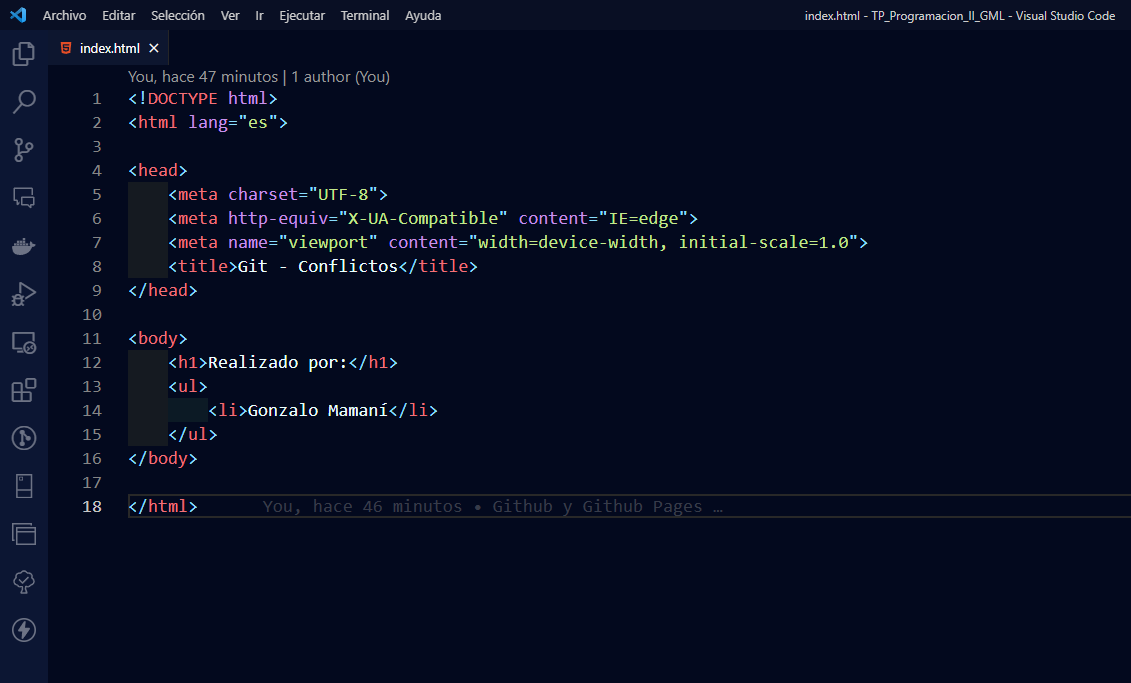 Archivo Editar Selección Ver Ir Ejecutar Terminal Ayuda index.html - TP_Programacion_II_GML - Visual Studio Code
index.html
You, hace 47 minutos | 1 author (You)
1 <!DOCTYPE html>
2 <html lang="es">
3
4 <head>
5 <meta charset="UTF-8">
6 <meta http-equiv="X-UA-Compatible" content="IE=edge">
7 <meta name="viewport" content="width=device-width, initial-scale=1.0">
8 <title>Git - Conflictos</title>
9 </head>
10
11 <body>
12 <h1>Realizado por:</h1>
13 <ul>
14 <li>Gonzalo Mamaní</li>
15 </ul>
16 </body>
17
18 </html> You, hace 46 minutos • Github y Github Pages …